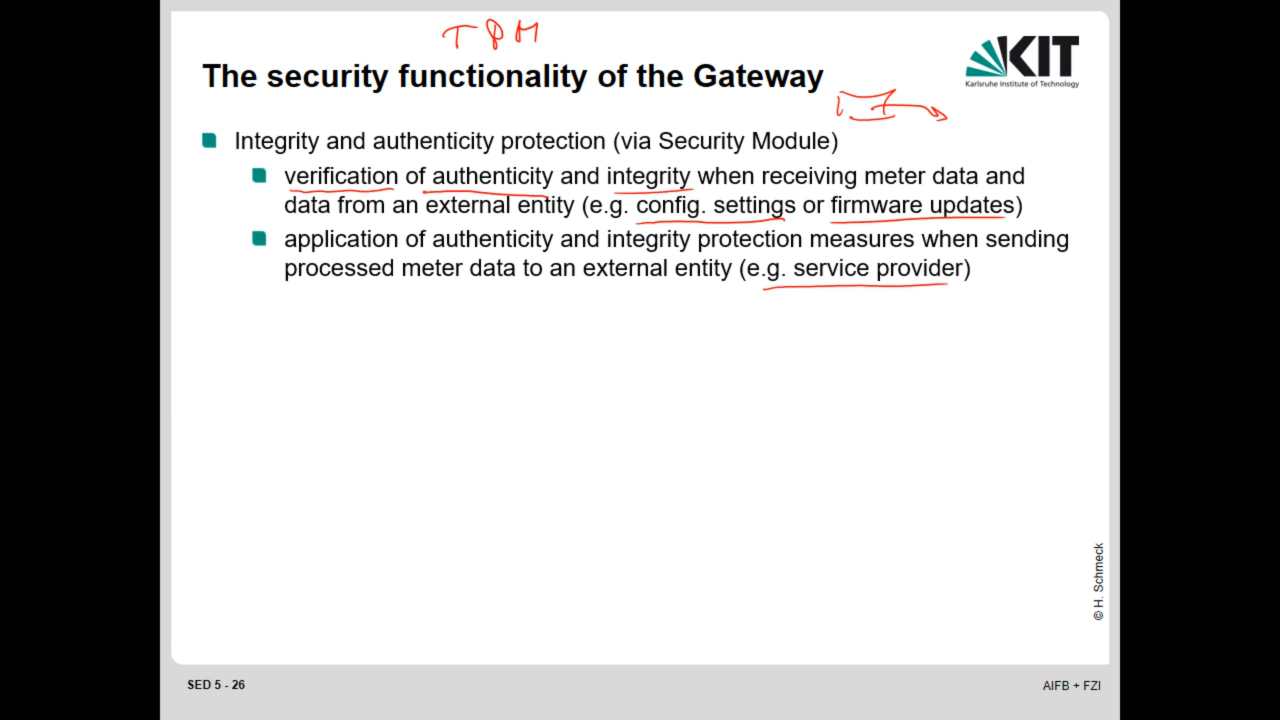 TPM
The security functionality of the Gateway
KIT
Karlsruhe Institute of Technology
Integrity and authenticity protection (via Security Module)
verification of authenticity and integrity when receiving meter data and
data from an external entity (e.g. config. settings or firmware updates)
application of authenticity and integrity protection measures when sending
processed meter data to an external entity (e.g. service provider)
© H. Schmeck
SED 5 - 26
AIFB + FZI